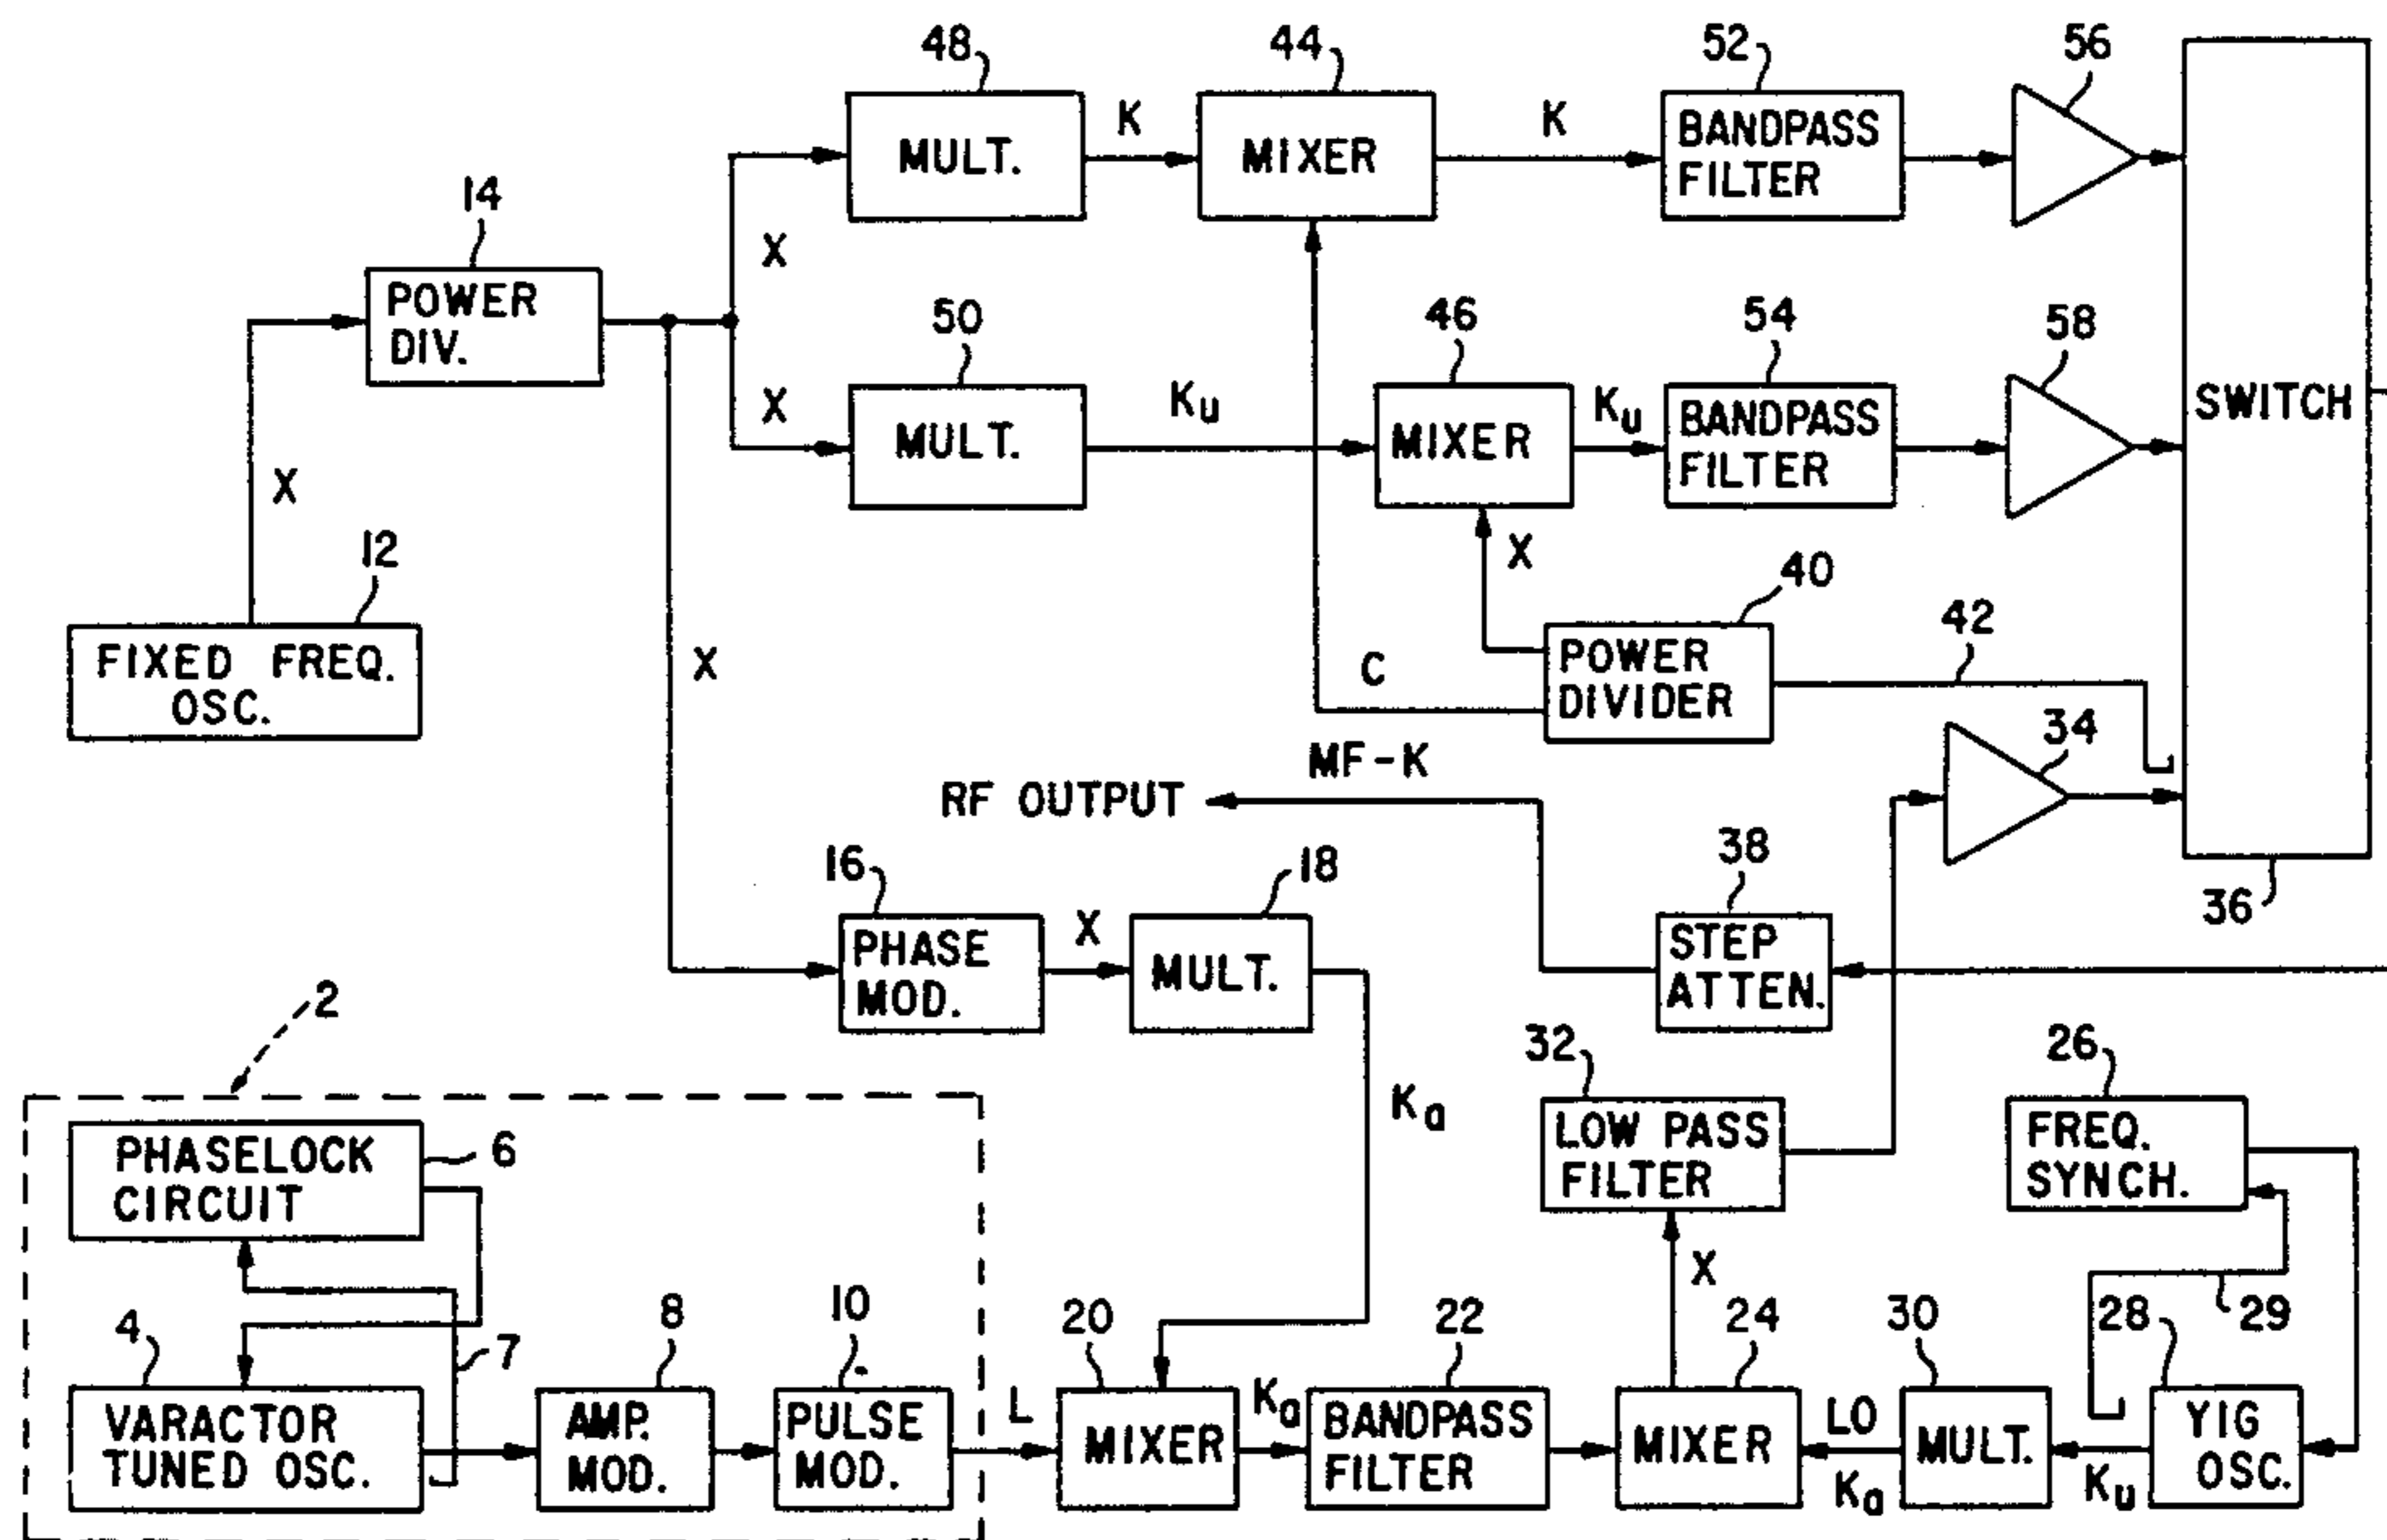 48
44
52
56
MULT.
K
MIXER
K
BANDPASS
FILTER
14
POWER
DIV.
X
X
50
MULT.
Ku
46
MIXER
Ku
54
BANDPASS
FILTER
58
SWITCH
X
12
FIXED FREQ.
OSC.
X
X
C
40
POWER
DIVIDER
42
MF-K
RF OUTPUT
34
36
16
PHASE
MOD.
X
18
MULT.
38
STEP
ATTEN.
2
Ka
32
LOW PASS
FILTER
26
FREQ.
SYNCH.
PHASELOCK
CIRCUIT
6
X
29
4
VARACTOR
TUNED OSC.
7
8
AMP.
MOD.
10
PULSE
MOD.
L
20
MIXER
Ka
22
BANDPASS
FILTER
24
MIXER
LO
Ka
30
MULT.
Ku
28
YIG
OSC.